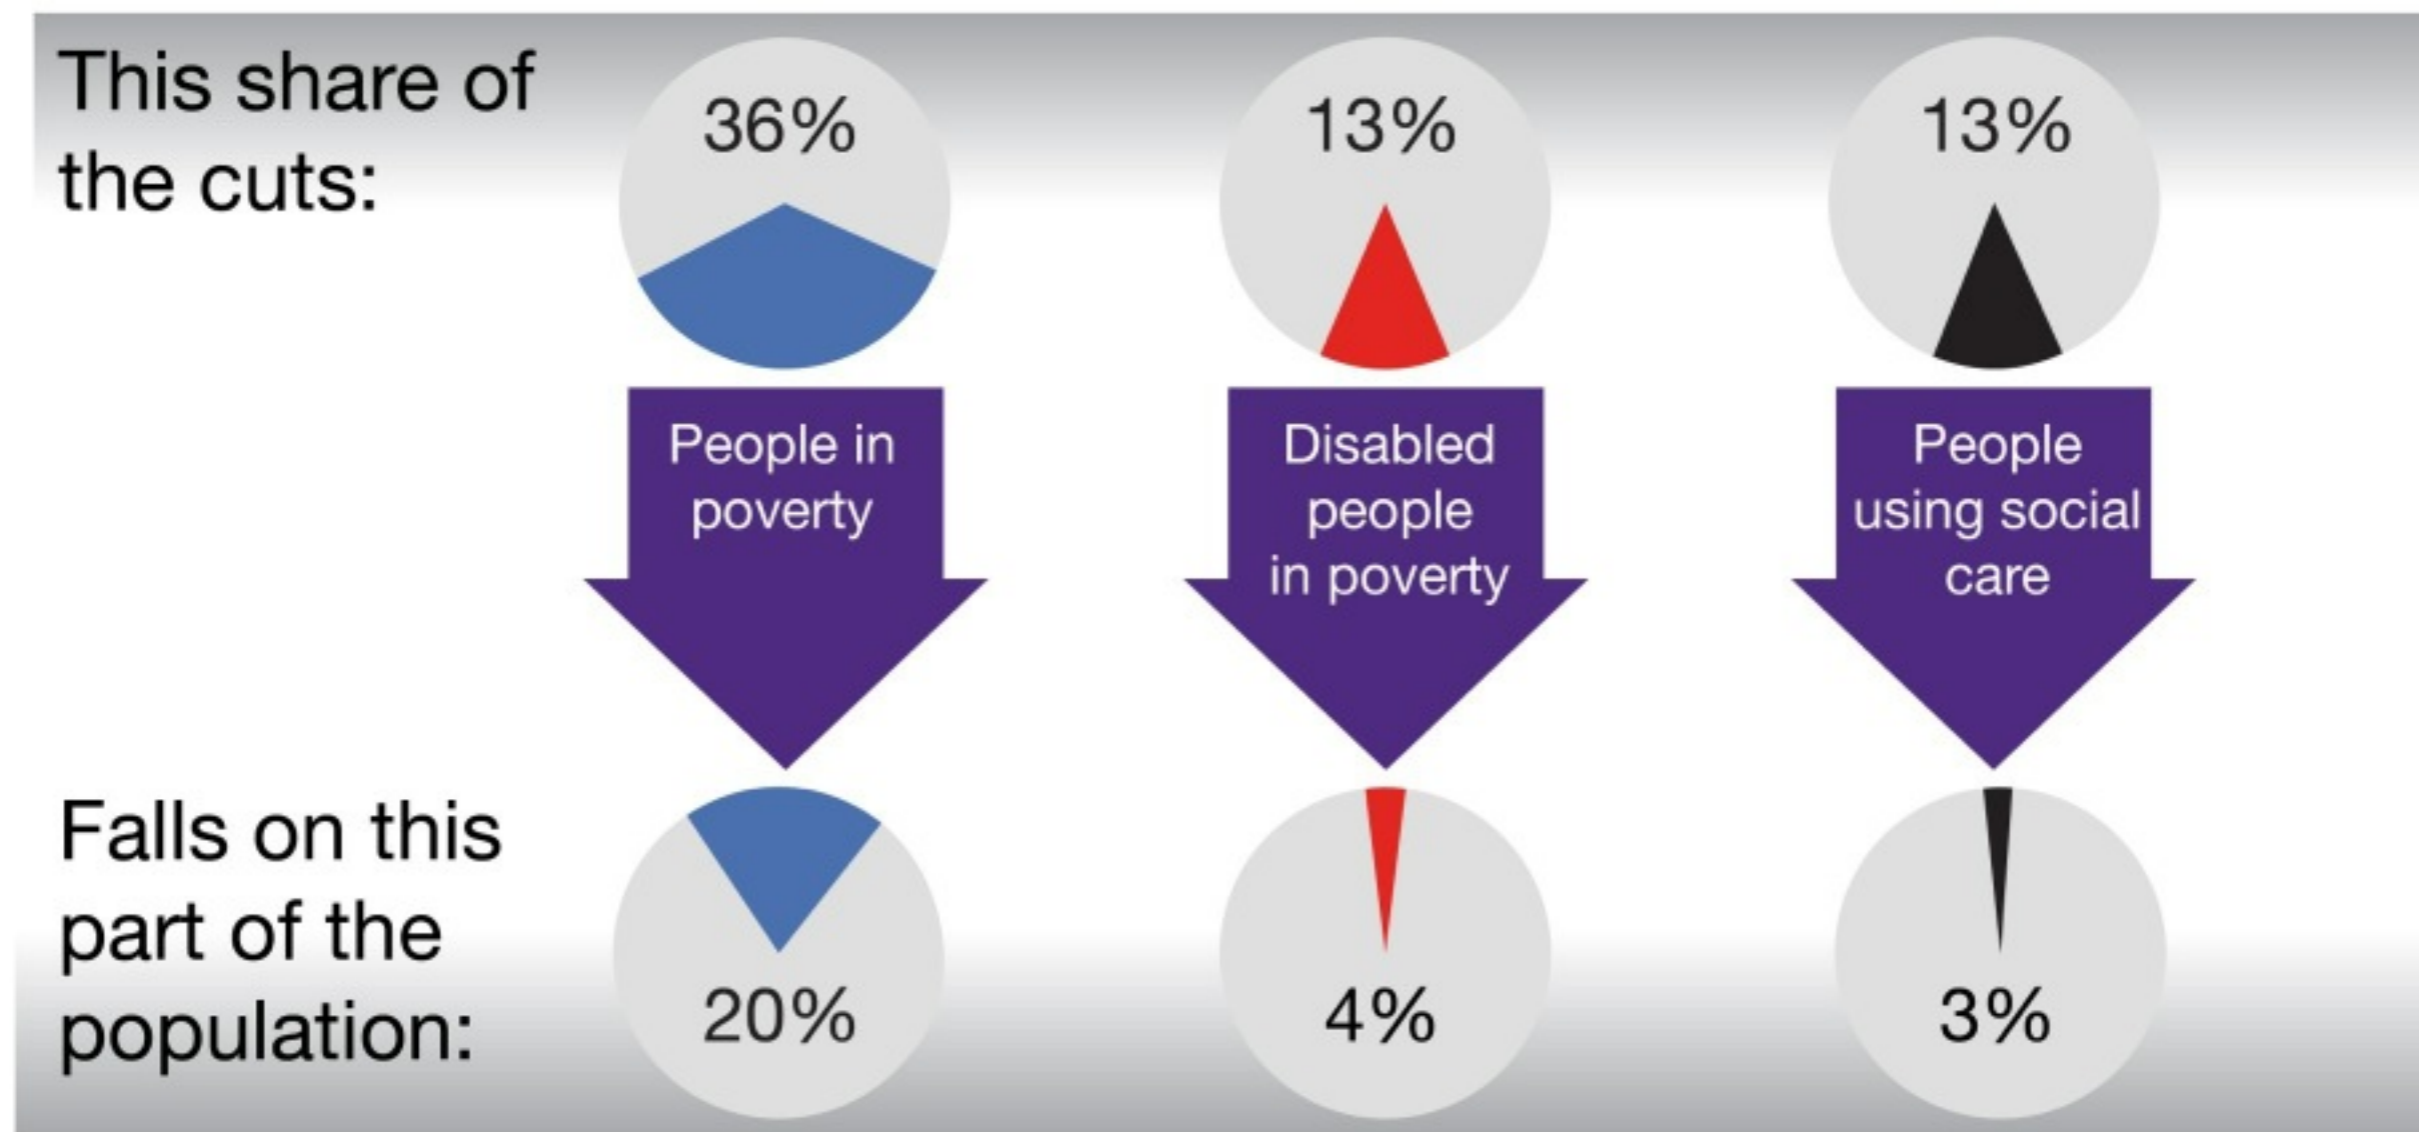 This share of
the cuts:
36%
13%
13%
People in
poverty
Disabled
people
in poverty
People
using social
care
Falls on this
part of the
population:
20%
4%
3%